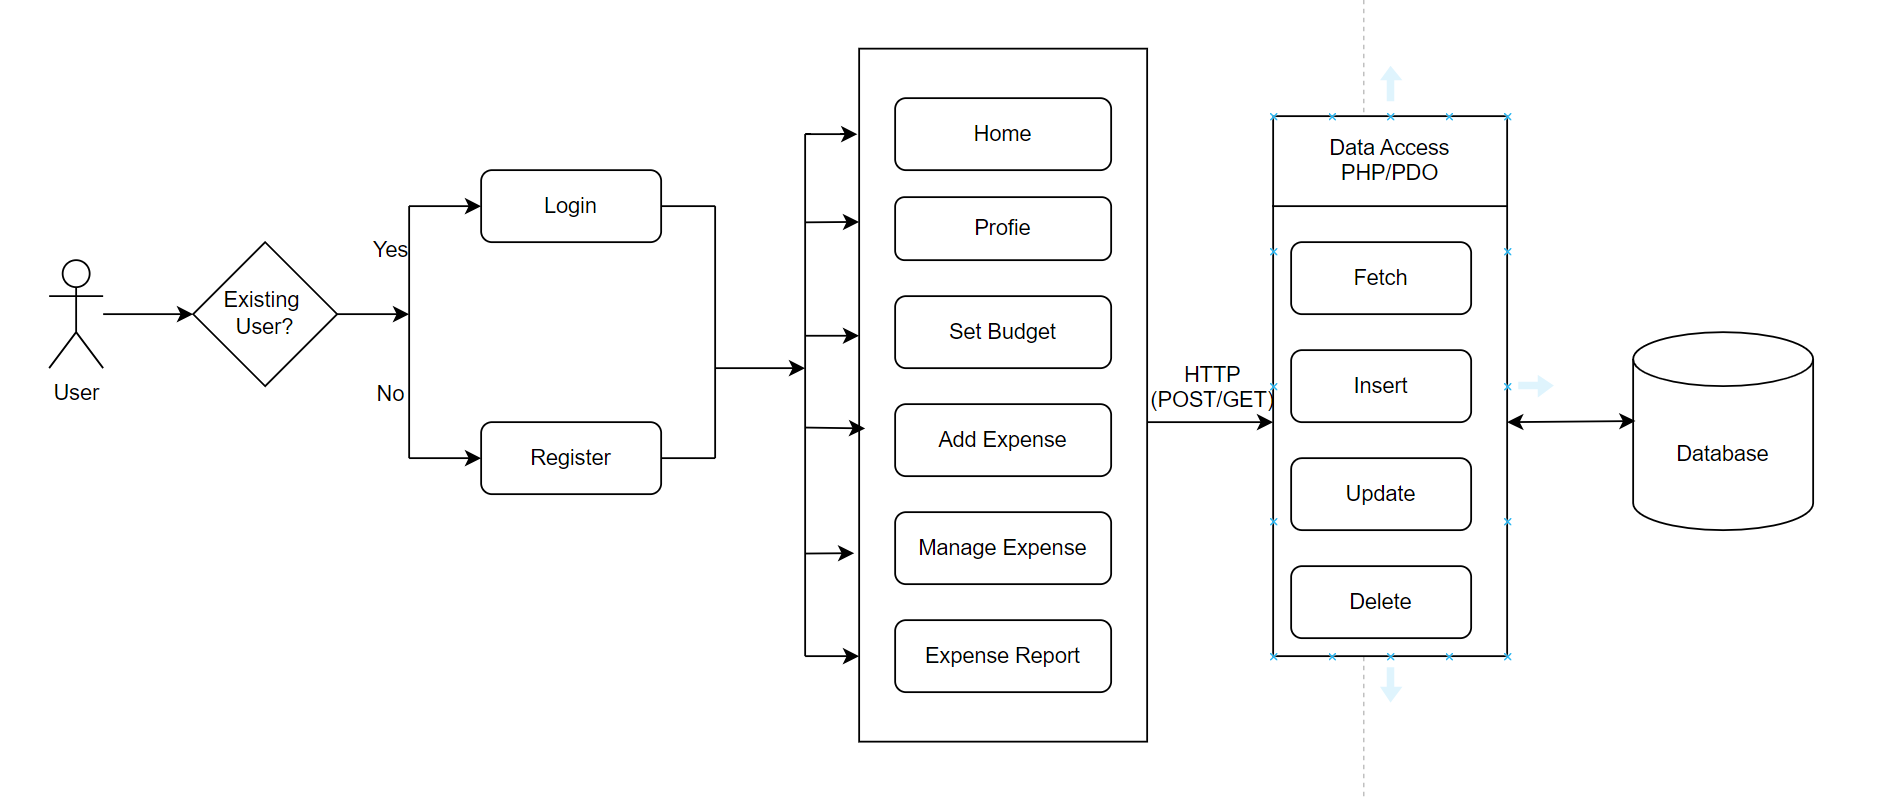 User
Existing
User?
Yes
No
Login
Register
Home
Profie
Set Budget
Add Expense
Manage Expense
Expense Report
HTTP
(POST/GET)
Data Access
PHP/PDO
Fetch
Insert
Update
Delete
Database